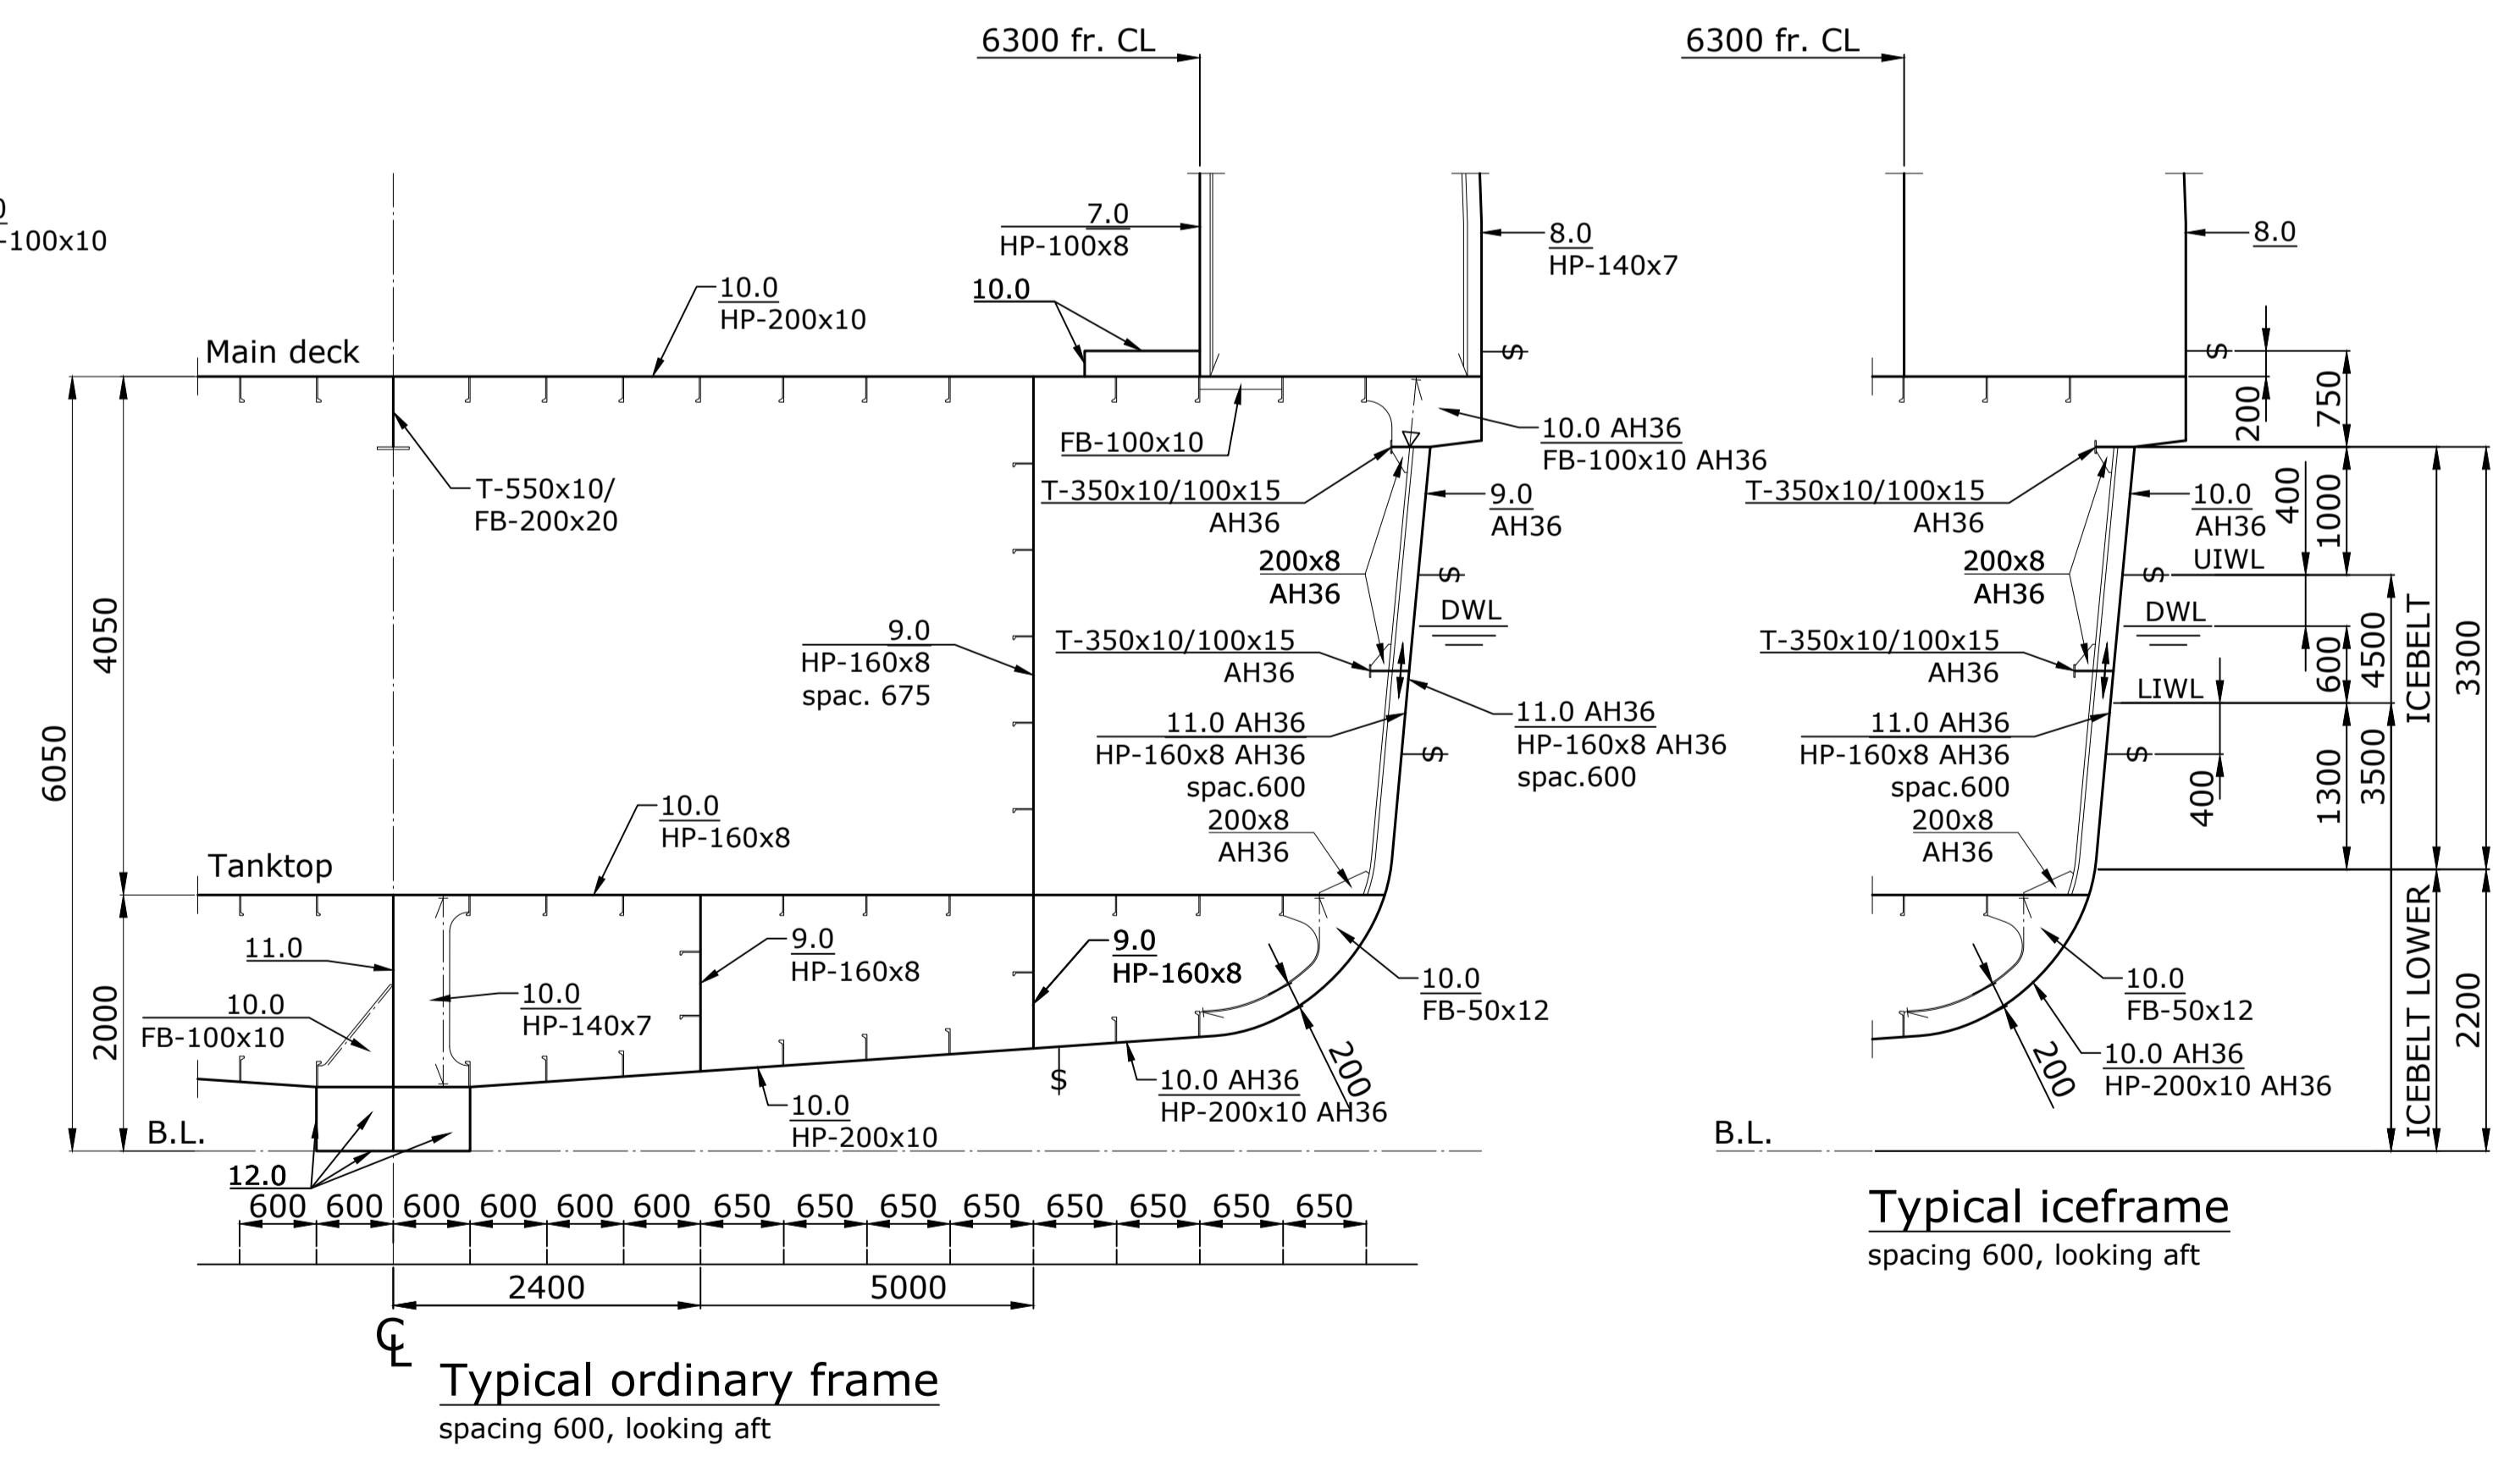 6300 fr. CL
6300 fr. CL
-100x10
7.0
HP-100x8
8.0
HP-140x7
8.0
10.0
HP-200x10
10.0
Main deck
$
$
200
750
FB-100x10
10.0 AH36
FB-100x10 AH36
T-550x10/
FB-200x20
T-350x10/100x15
AH36
9.0
AH36
T-350x10/100x15
AH36
10.0
AH36
400
1000
200x8
AH36
$
200x8
AH36
UIWL
$
DWL
DWL
4050
9.0
HP-160x8
spac. 675
T-350x10/100x15
AH36
T-350x10/100x15
AH36
600
4500
ICEBELT
3300
LIWL
6050
11.0 AH36
HP-160x8 AH36
spac.600
11.0 AH36
HP-160x8 AH36
spac.600
11.0 AH36
HP-160x8 AH36
spac.600
$
$
400
1300
3500
200x8
AH36
200x8
AH36
10.0
HP-160x8
Tanktop
11.0
10.0
FB-100x10
10.0
HP-140x7
9.0
HP-160x8
9.0
HP-160x8
10.0
FB-50x12
10.0
FB-50x12
2000
ICEBELT LOWER
2200
200
200
$
10.0 AH36
HP-200x10 AH36
10.0 AH36
HP-200x10 AH36
10.0
HP-200x10
B.L.
B.L.
12.0
600 600 600 600 600 600 650 650 650 650 650 650 650 650
2400 5000
CL
Typical ordinary frame
spacing 600, looking aft
Typical iceframe
spacing 600, looking aft